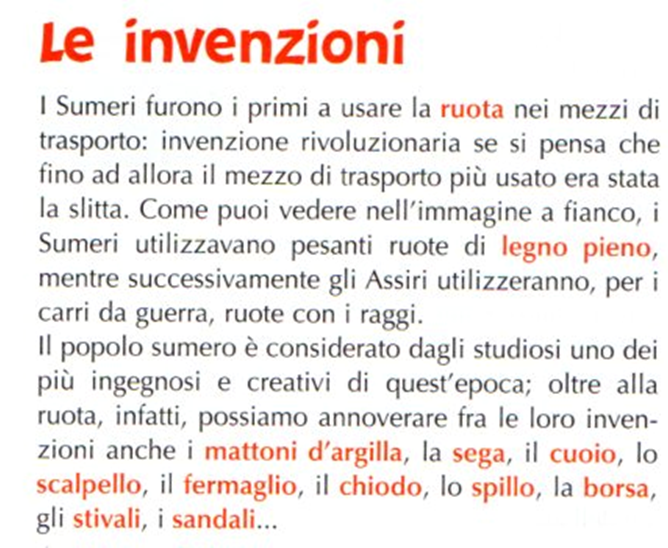 Le invenzioni
I Sumeri furono i primi a usare la ruota nei mezzi di
trasporto: invenzione rivoluzionaria se si pensa che
fino ad allora il mezzo di trasporto più usato era stata
la slitta. Come puoi vedere nell'immagine a fianco, i
Sumeri utilizzavano pesanti ruote di legno pieno,
mentre successivamente gli Assiri utilizzeranno, per i
carri da guerra, ruote con i raggi.
Il popolo sumero è considerato dagli studiosi uno dei
più ingegnosi e creativi di quest'epoca; oltre alla
ruota, infatti, possiamo annoverare fra le loro inven-
zioni anche i mattoni d'argilla, la sega, il cuoio, lo
scalpello, il fermaglio, il chiodo, lo spillo, la borsa,
gli stivali, i sandali...